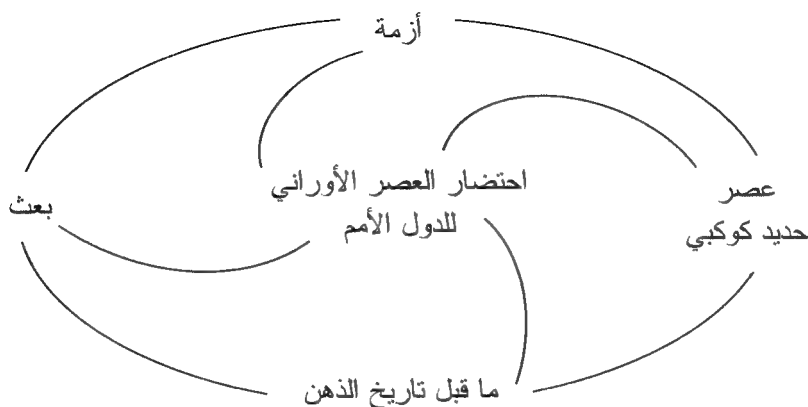 أزمة
احتضار العصر الأوراني
للدول الأمم
عصر
حديد كوكبي
بعث
ما قبل تاريخ الذهن